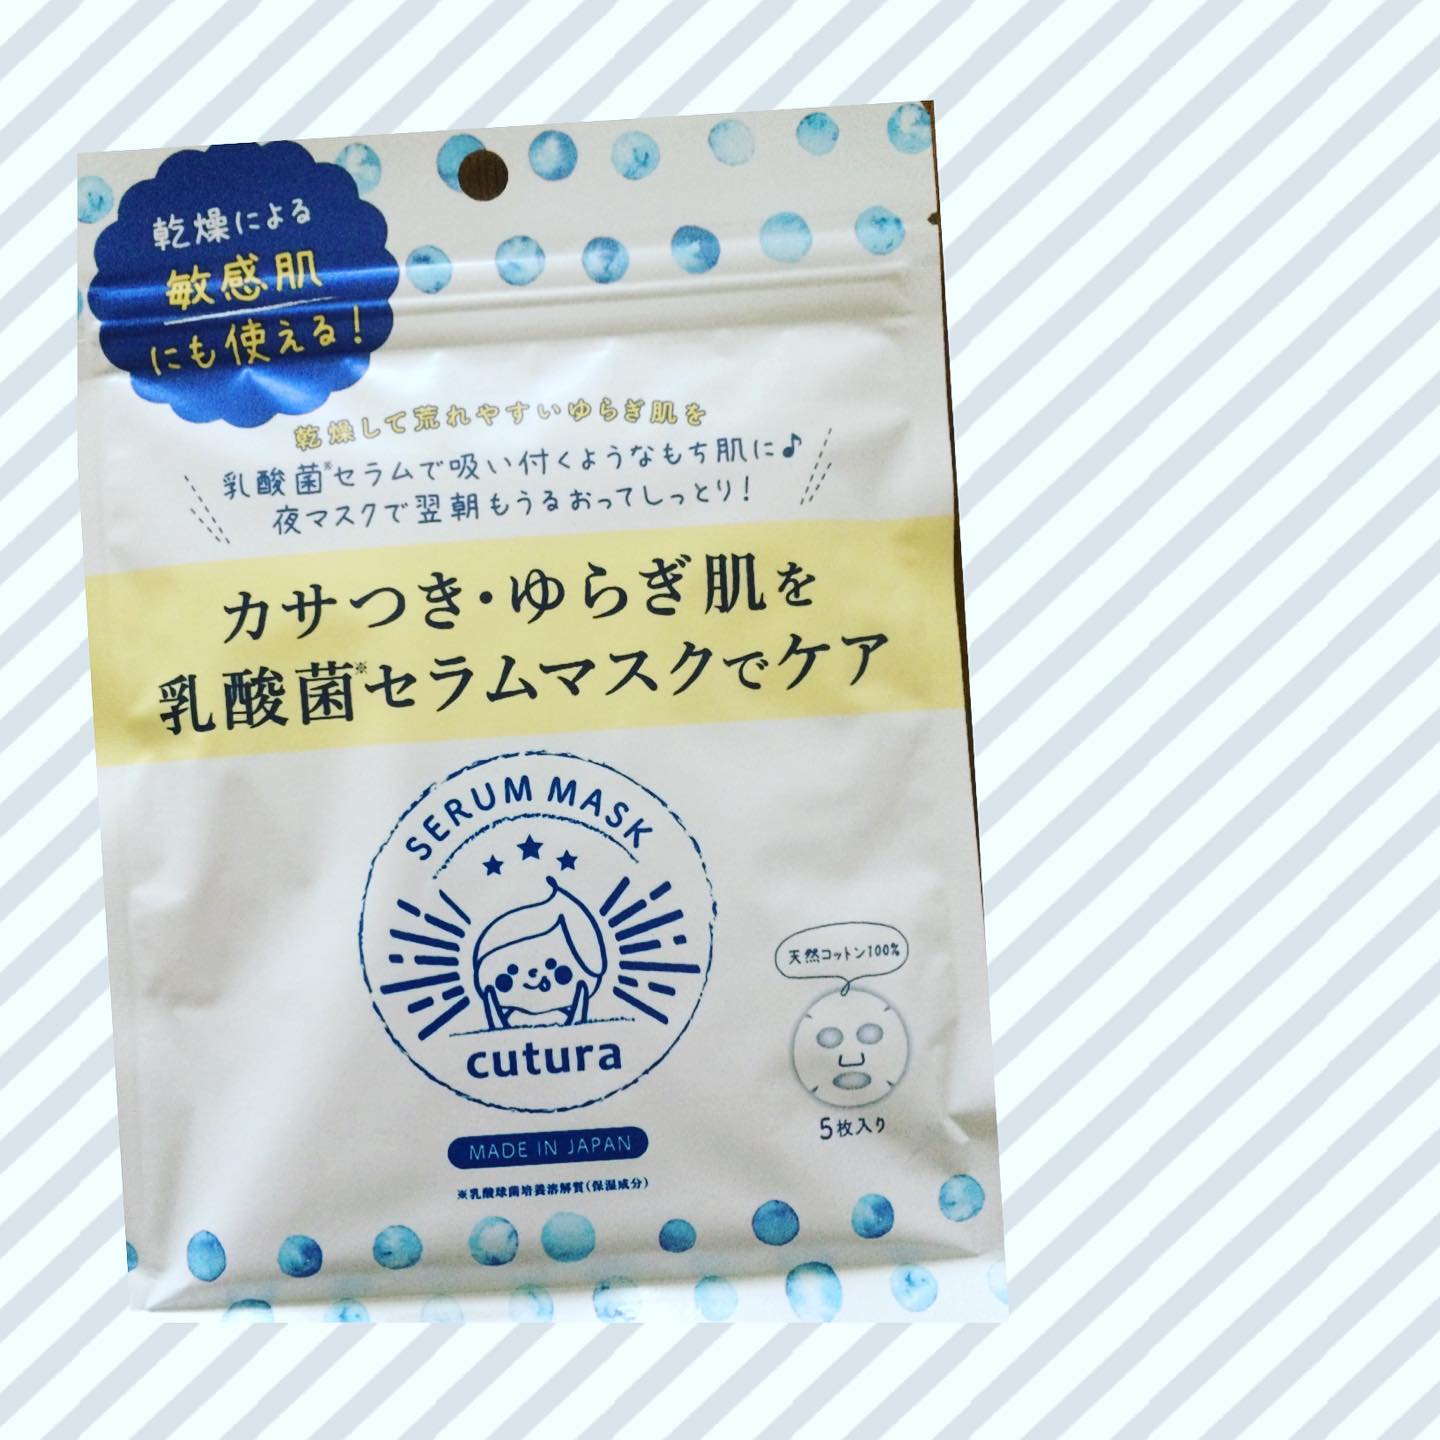 乾燥による
敏感肌
にも使える！
乾燥して荒れやすいゆらぎ肌を
乳酸菌※セラムで吸い付くようなもち肌に♪
夜マスクで翌朝もうるおってしっとり！
カサつき・ゆらぎ肌を
乳酸菌※セラムマスクでケア
SERUM MASK
cutura
天然コットン100%
5枚入り
MADE IN JAPAN
※乳酸球菌培養溶解質(保湿成分)